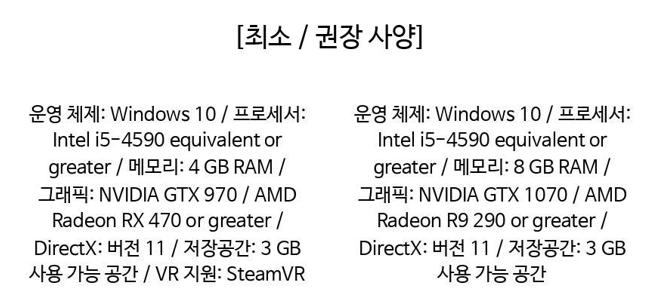 [최소 / 권장 사양]
운영 체제: Windows 10 / 프로세서:
Intel i5-4590 equivalent or
greater / 메모리: 4 GB RAM /
그래픽: NVIDIA GTX 970 / AMD
Radeon RX 470 or greater /
DirectX: 버전 11 / 저장공간: 3 GB
사용 가능 공간 / VR 지원: SteamVR
운영 체제: Windows 10 / 프로세서:
Intel i5-4590 equivalent or
greater / 메모리: 8 GB RAM /
그래픽: NVIDIA GTX 1070 / AMD
Radeon R9 290 or greater /
DirectX: 버전 11 / 저장공간: 3 GB
사용 가능 공간